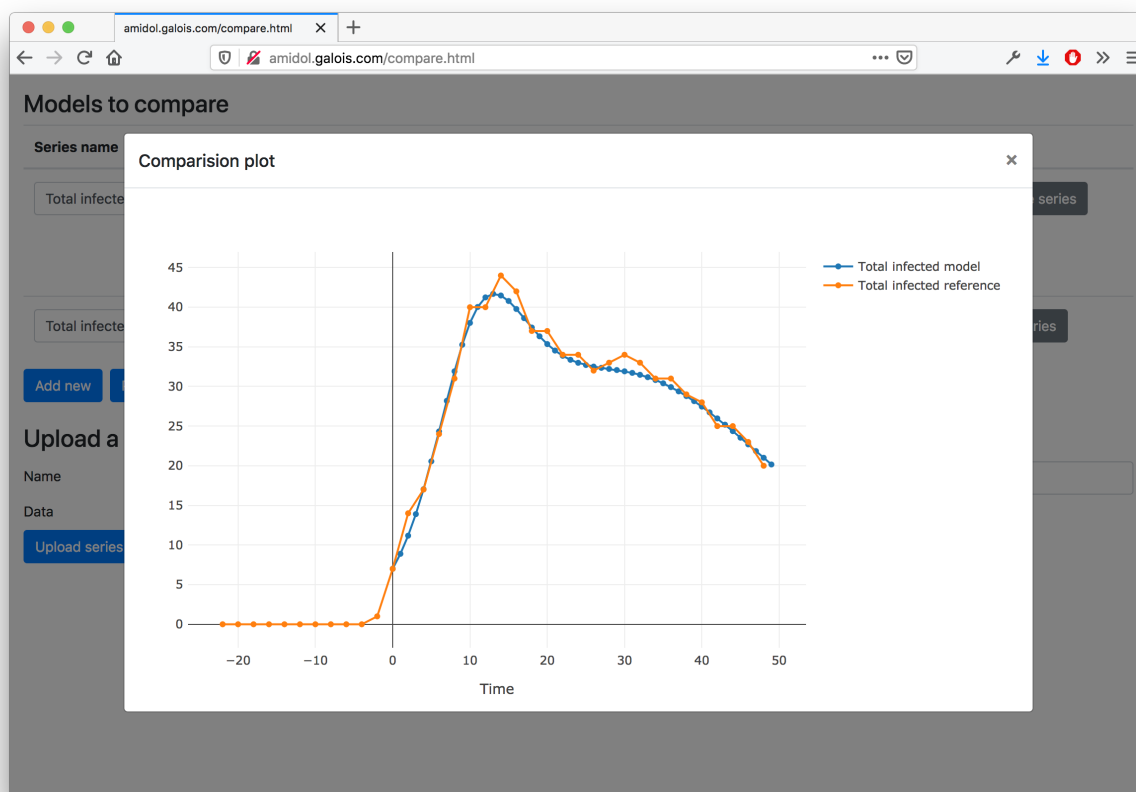 amidol.galois.com/compare.html
amidol.galois.com/compare.html
Models to compare
Series name
Comparision plot
×
Total infecte
series
45
40
35
30
25
20
15
10
5
0
−20 −10 0 10 20 30 40 50
Time
Total infected model
Total infected reference
Total infecte
ries
Add new
Upload a
Name
Data
Upload series